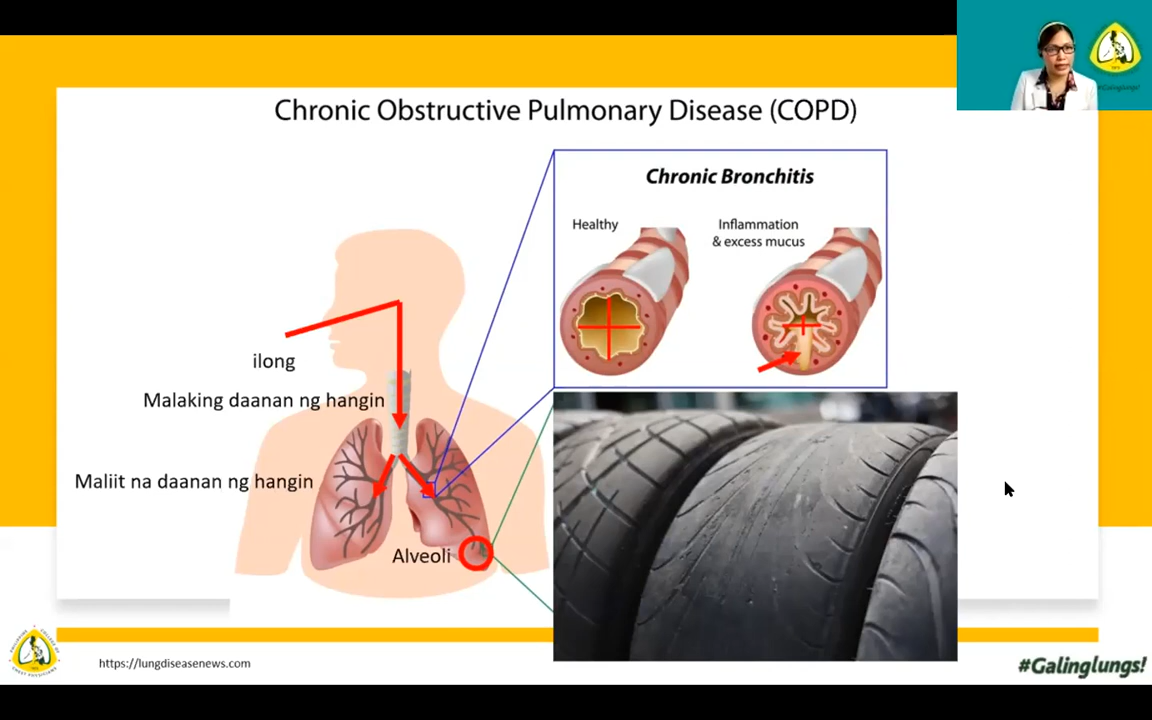 Chronic Obstructive Pulmonary Disease (COPD)
#Galinglungs!
Chronic Bronchitis
Healthy
Inflammation
& excess mucus
ilong
Malaking daanan ng hangin
Maliit na daanan ng hangin
Alveoli
https://lungdiseasenews.com
#Galinglungs!